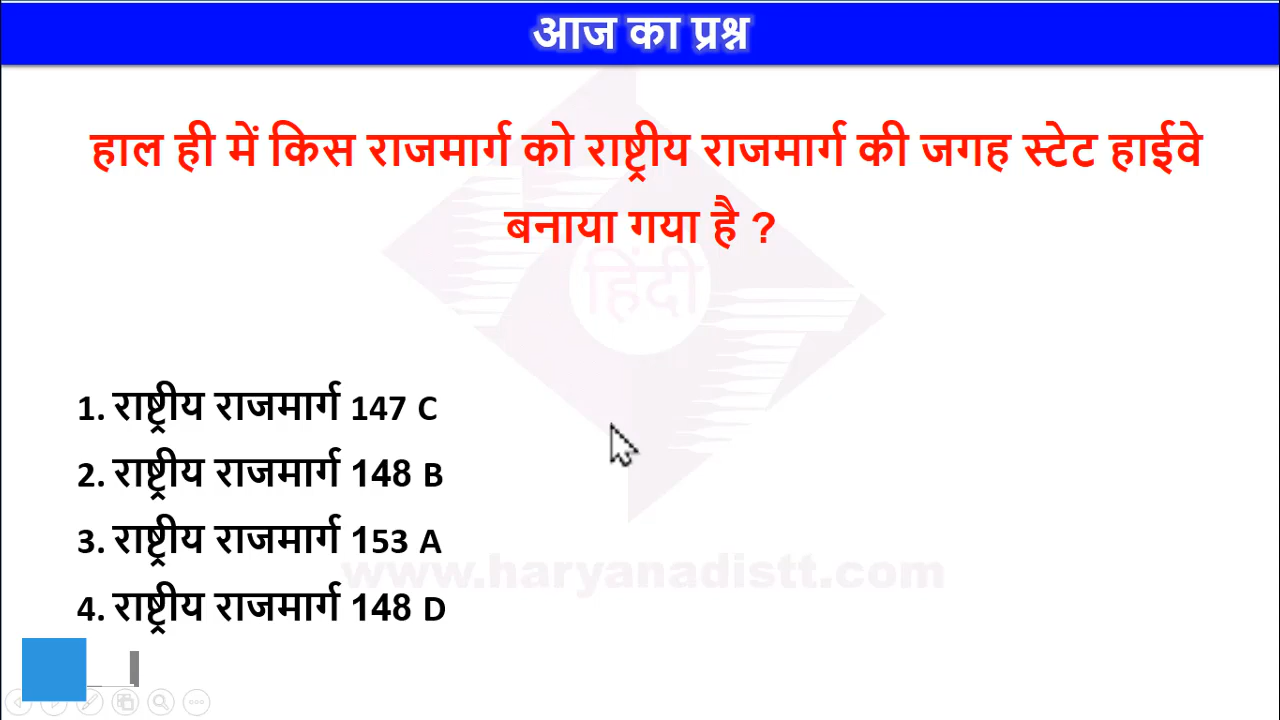 आज का प्रश्न
हाल ही में किस राजमार्ग को राष्ट्रीय राजमार्ग की जगह स्टेट हाईवे
बनाया गया है ?
हिंदी
1. राष्ट्रीय राजमार्ग 147 C
2. राष्ट्रीय राजमार्ग 148 B
3. राष्ट्रीय राजमार्ग 153 A
www.haryanadistt.com
4. राष्ट्रीय राजमार्ग 148 D